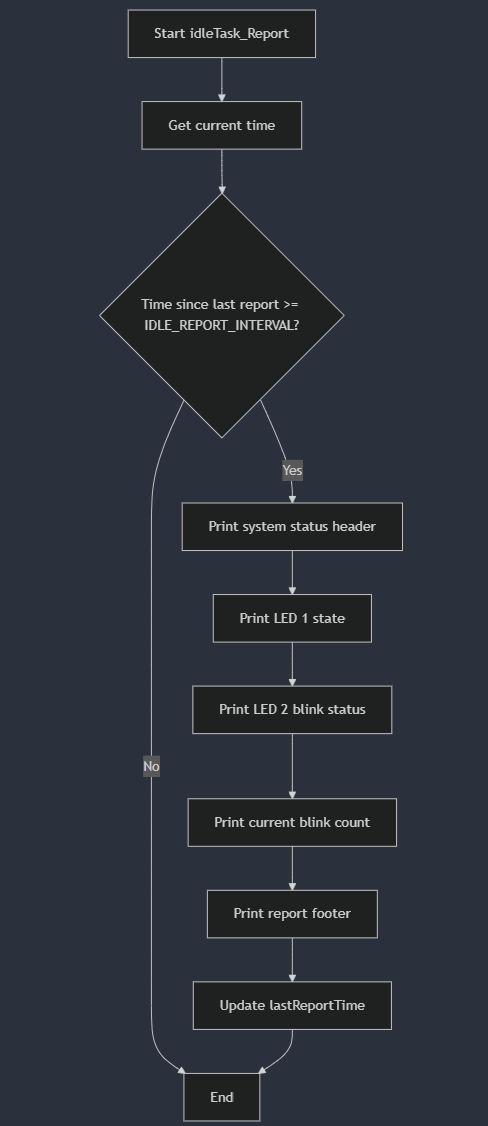 Start idleTask_Report
Get current time
Time since last report >=
IDLE_REPORT_INTERVAL?
Yes
Print system status header
Print LED 1 state
Print LED 2 blink status
No
Print current blink count
Print report footer
Update lastReportTime
End